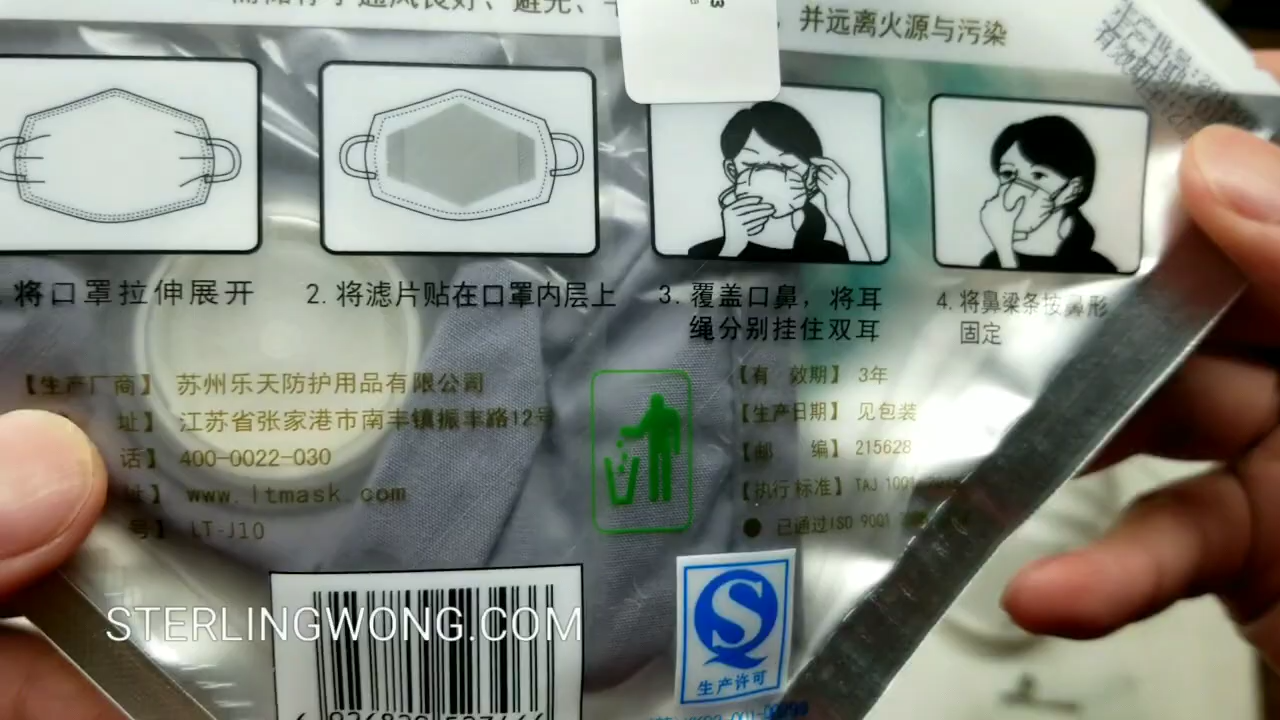 并远离火源与污染
将口罩拉伸展开
2.将滤片贴在口罩内层上
3.覆盖口鼻，将耳
绳分别挂住双耳
4.将鼻梁条按鼻形
固定
【生产厂商】 苏州乐天防护用品有限公司
址】 江苏省张家港市南丰镇振丰路12号
话】 400-0022-030
址】 www.ltmask.com
号】 LT-J10
【有 效期】 3年
【生产日期】 见包装
【邮 编】 215628
【执行标准】 TAJ 1001
已通过ISO 9001
S
生产许可
STERLINGWONG.COM